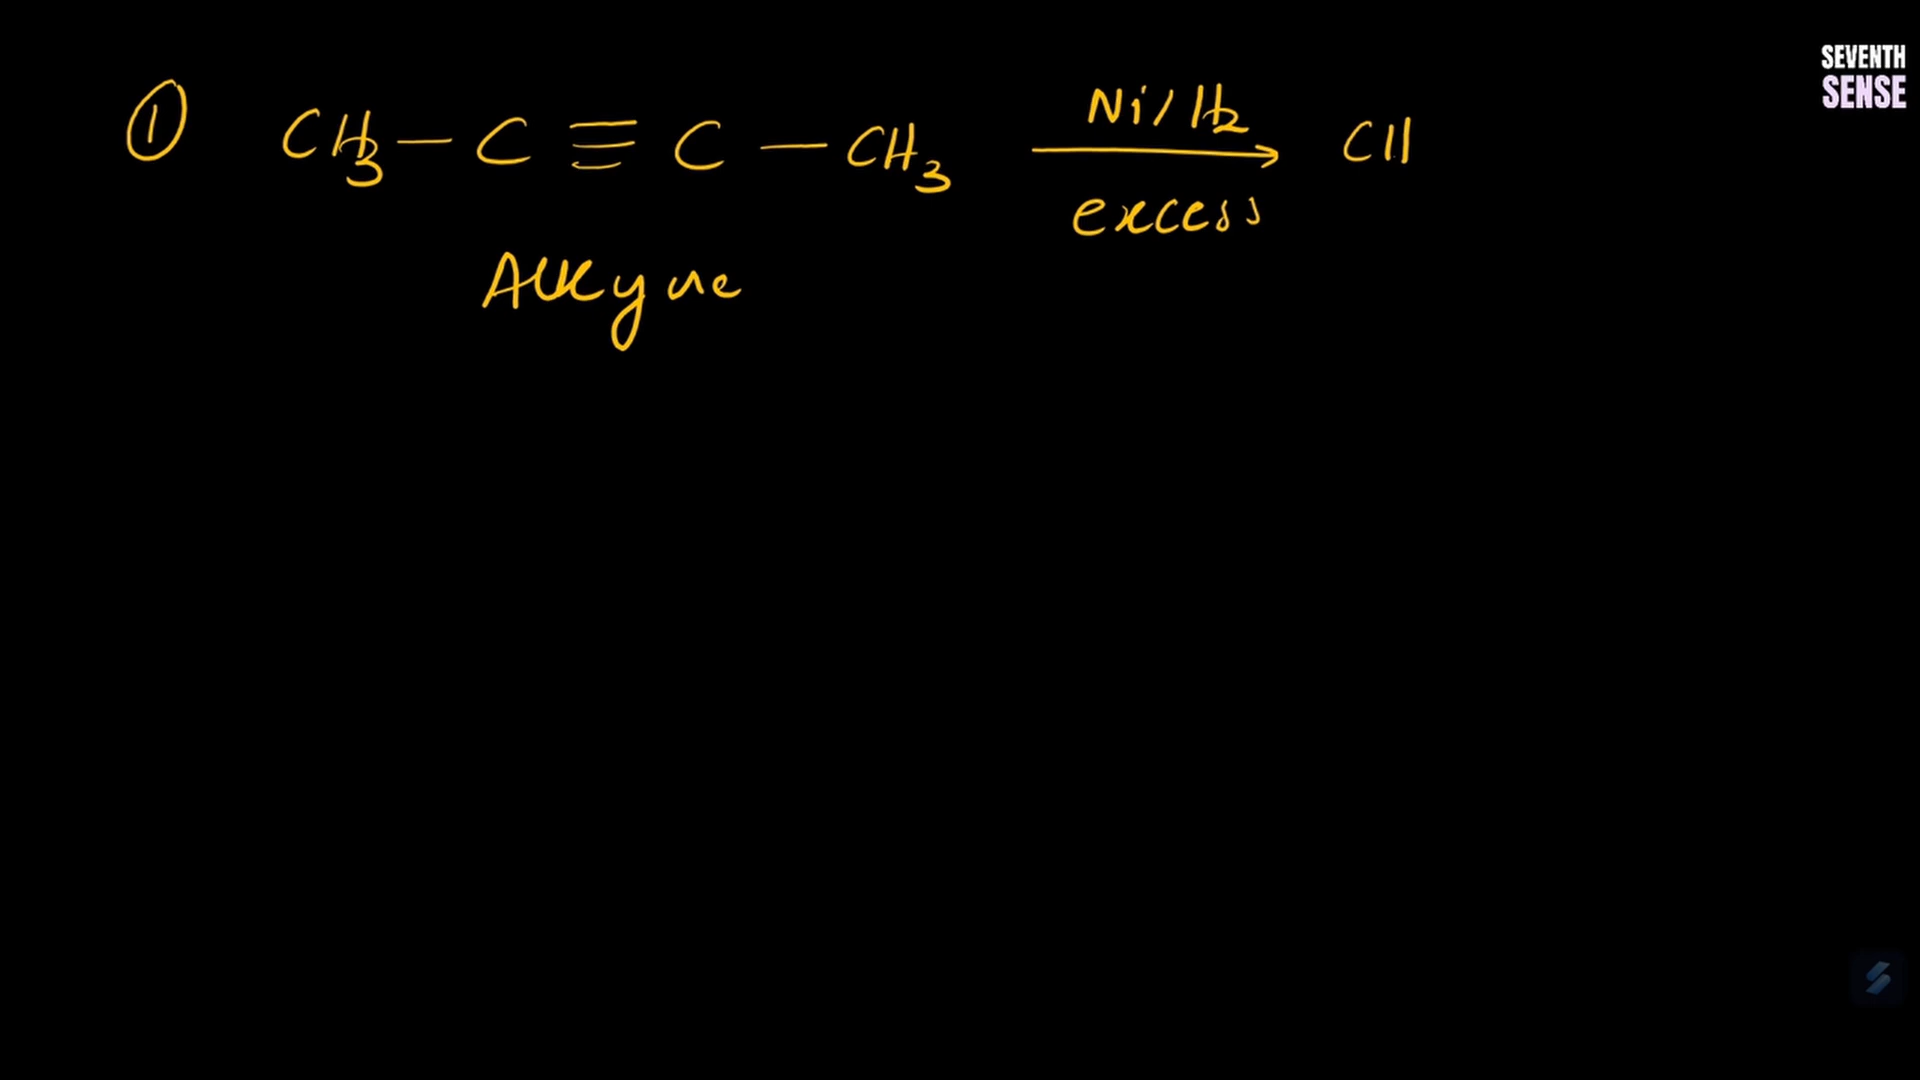 ① CH₃ — C ≡ C — CH₃ Ni/H₂ → CH
excess
Alkyne
SEVENTH
SENSE